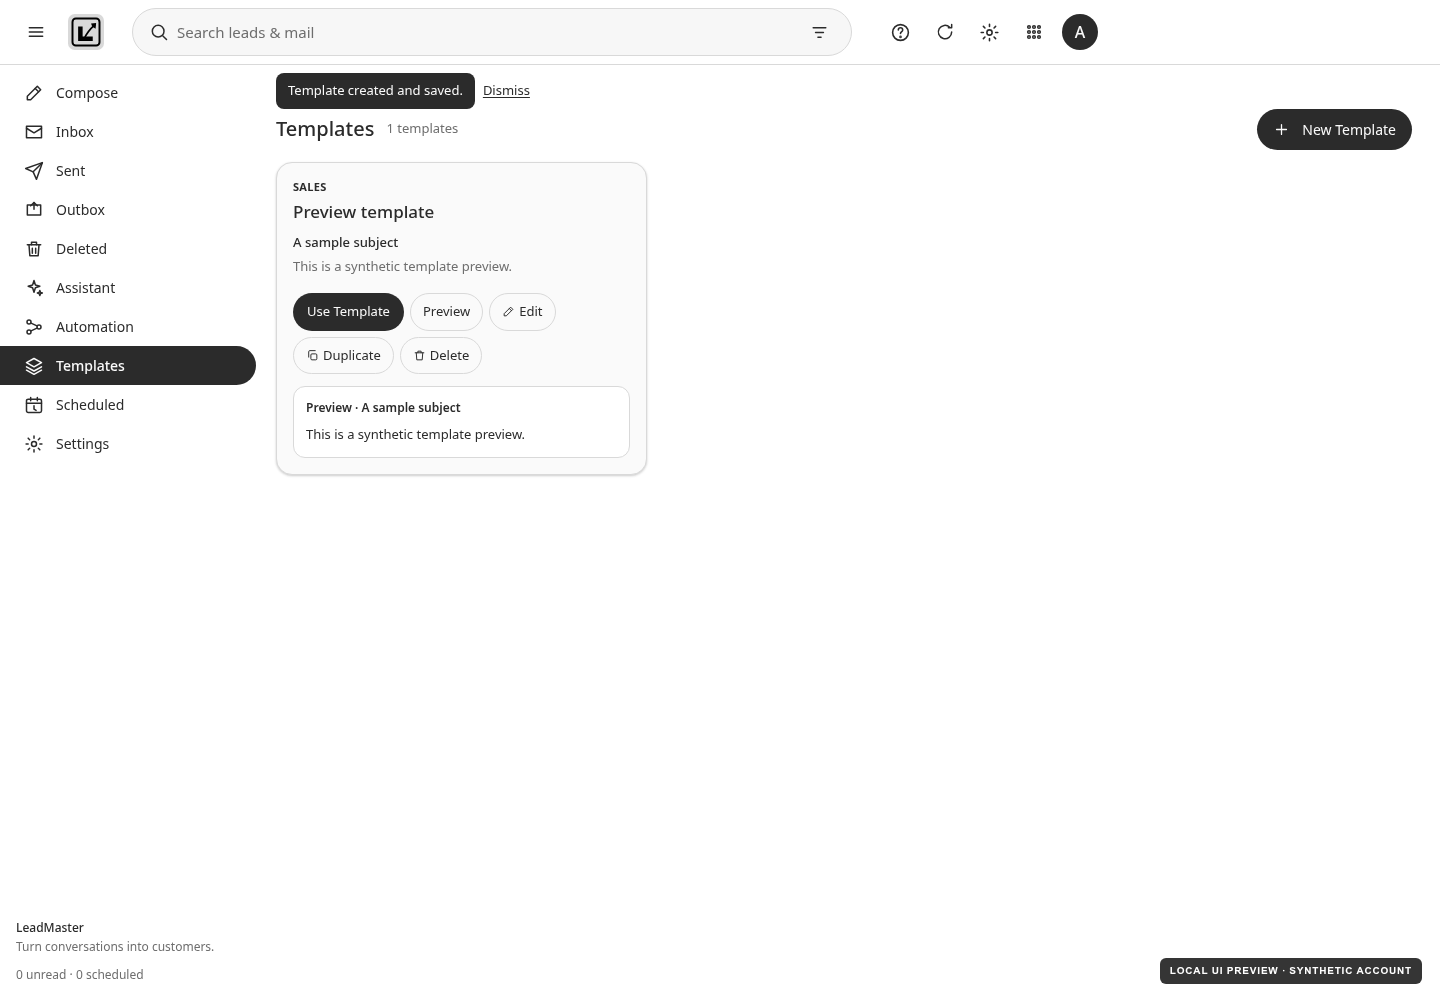 Search leads & mail
A
Compose
Inbox
Sent
Outbox
Deleted
Assistant
Automation
Templates
Scheduled
Settings
Template created and saved. Dismiss
Templates 1 templates
New Template
SALES
Preview template
A sample subject
This is a synthetic template preview.
Use Template Preview Edit
Duplicate Delete
Preview · A sample subject
This is a synthetic template preview.
LeadMaster
Turn conversations into customers.
0 unread · 0 scheduled
LOCAL UI PREVIEW · SYNTHETIC ACCOUNT